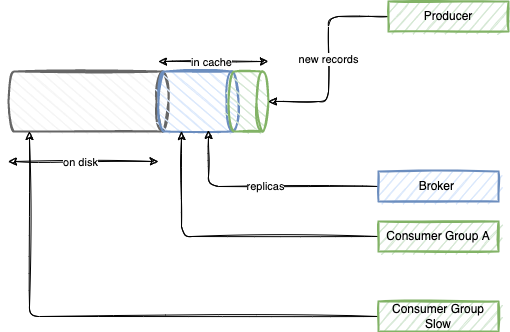 Producer
in cache
new records
on disk
Broker
replicas
Consumer Group A
Consumer Group
Slow